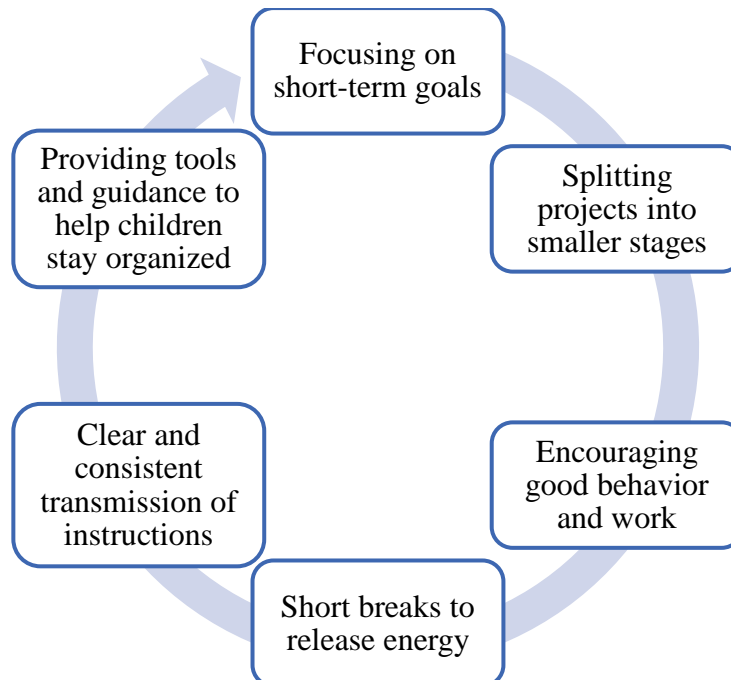 Focusing on
short-term goals
Splitting
projects into
smaller stages
Encouraging
good behavior
and work
Short breaks to
release energy
Clear and
consistent
transmission of
instructions
Providing tools
and guidance to
help children
stay organized